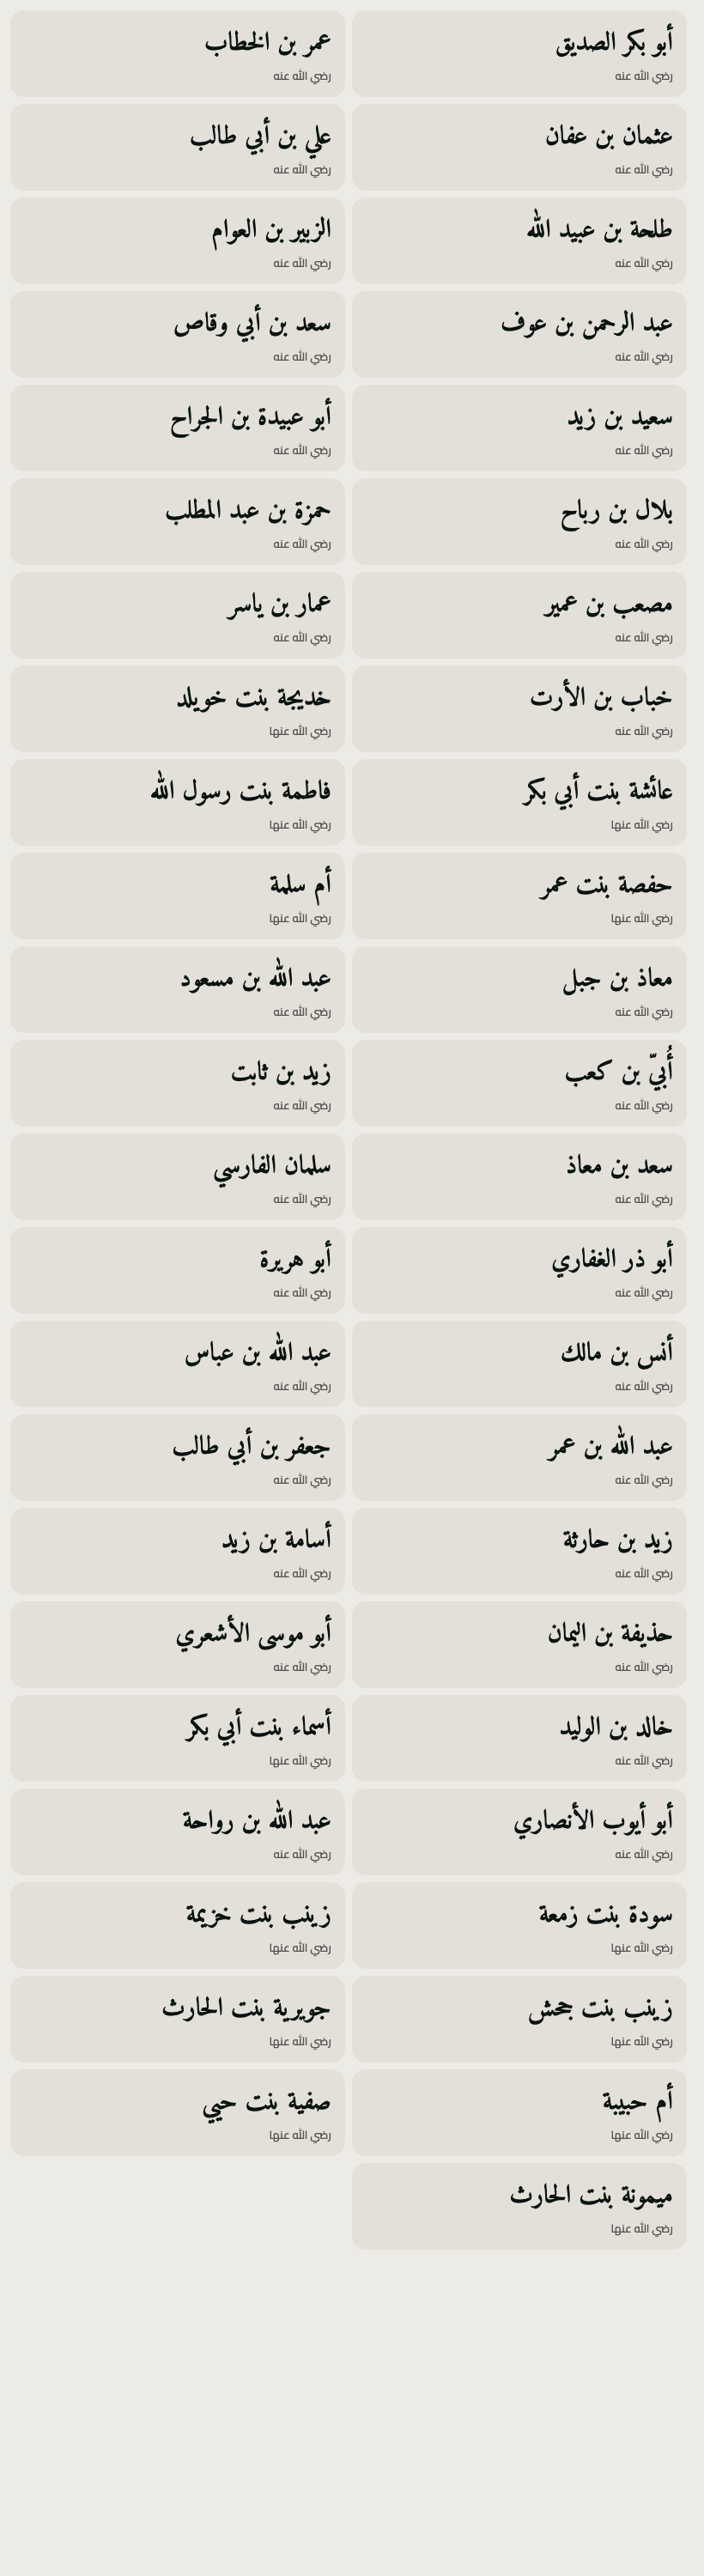 أبو بكر الصديق
رضي الله عنه
عمر بن الخطاب
رضي الله عنه
عثمان بن عفان
رضي الله عنه
علي بن أبي طالب
رضي الله عنه
طلحة بن عبيد الله
رضي الله عنه
الزبير بن العوام
رضي الله عنه
عبد الرحمن بن عوف
رضي الله عنه
سعد بن أبي وقاص
رضي الله عنه
سعيد بن زيد
رضي الله عنه
أبو عبيدة بن الجراح
رضي الله عنه
بلال بن رباح
رضي الله عنه
حمزة بن عبد المطلب
رضي الله عنه
مصعب بن عمير
رضي الله عنه
عمار بن ياسر
رضي الله عنه
خباب بن الأرت
رضي الله عنه
خديجة بنت خويلد
رضي الله عنها
عائشة بنت أبي بكر
رضي الله عنها
فاطمة بنت رسول الله
رضي الله عنها
حفصة بنت عمر
رضي الله عنها
أم سلمة
رضي الله عنها
معاذ بن جبل
رضي الله عنه
عبد الله بن مسعود
رضي الله عنه
أُبيّ بن كعب
رضي الله عنه
زيد بن ثابت
رضي الله عنه
سعد بن معاذ
رضي الله عنه
سلمان الفارسي
رضي الله عنه
أبو ذر الغفاري
رضي الله عنه
أبو هريرة
رضي الله عنه
أنس بن مالك
رضي الله عنه
عبد الله بن عباس
رضي الله عنه
عبد الله بن عمر
رضي الله عنه
جعفر بن أبي طالب
رضي الله عنه
زيد بن حارثة
رضي الله عنه
أسامة بن زيد
رضي الله عنه
حذيفة بن اليمان
رضي الله عنه
أبو موسى الأشعري
رضي الله عنه
خالد بن الوليد
رضي الله عنه
أسماء بنت أبي بكر
رضي الله عنها
أبو أيوب الأنصاري
رضي الله عنه
عبد الله بن رواحة
رضي الله عنه
سودة بنت زمعة
رضي الله عنها
زينب بنت خزيمة
رضي الله عنها
زينب بنت جحش
رضي الله عنها
جويرية بنت الحارث
رضي الله عنها
أم حبيبة
رضي الله عنها
صفية بنت حيي
رضي الله عنها
ميمونة بنت الحارث
رضي الله عنها